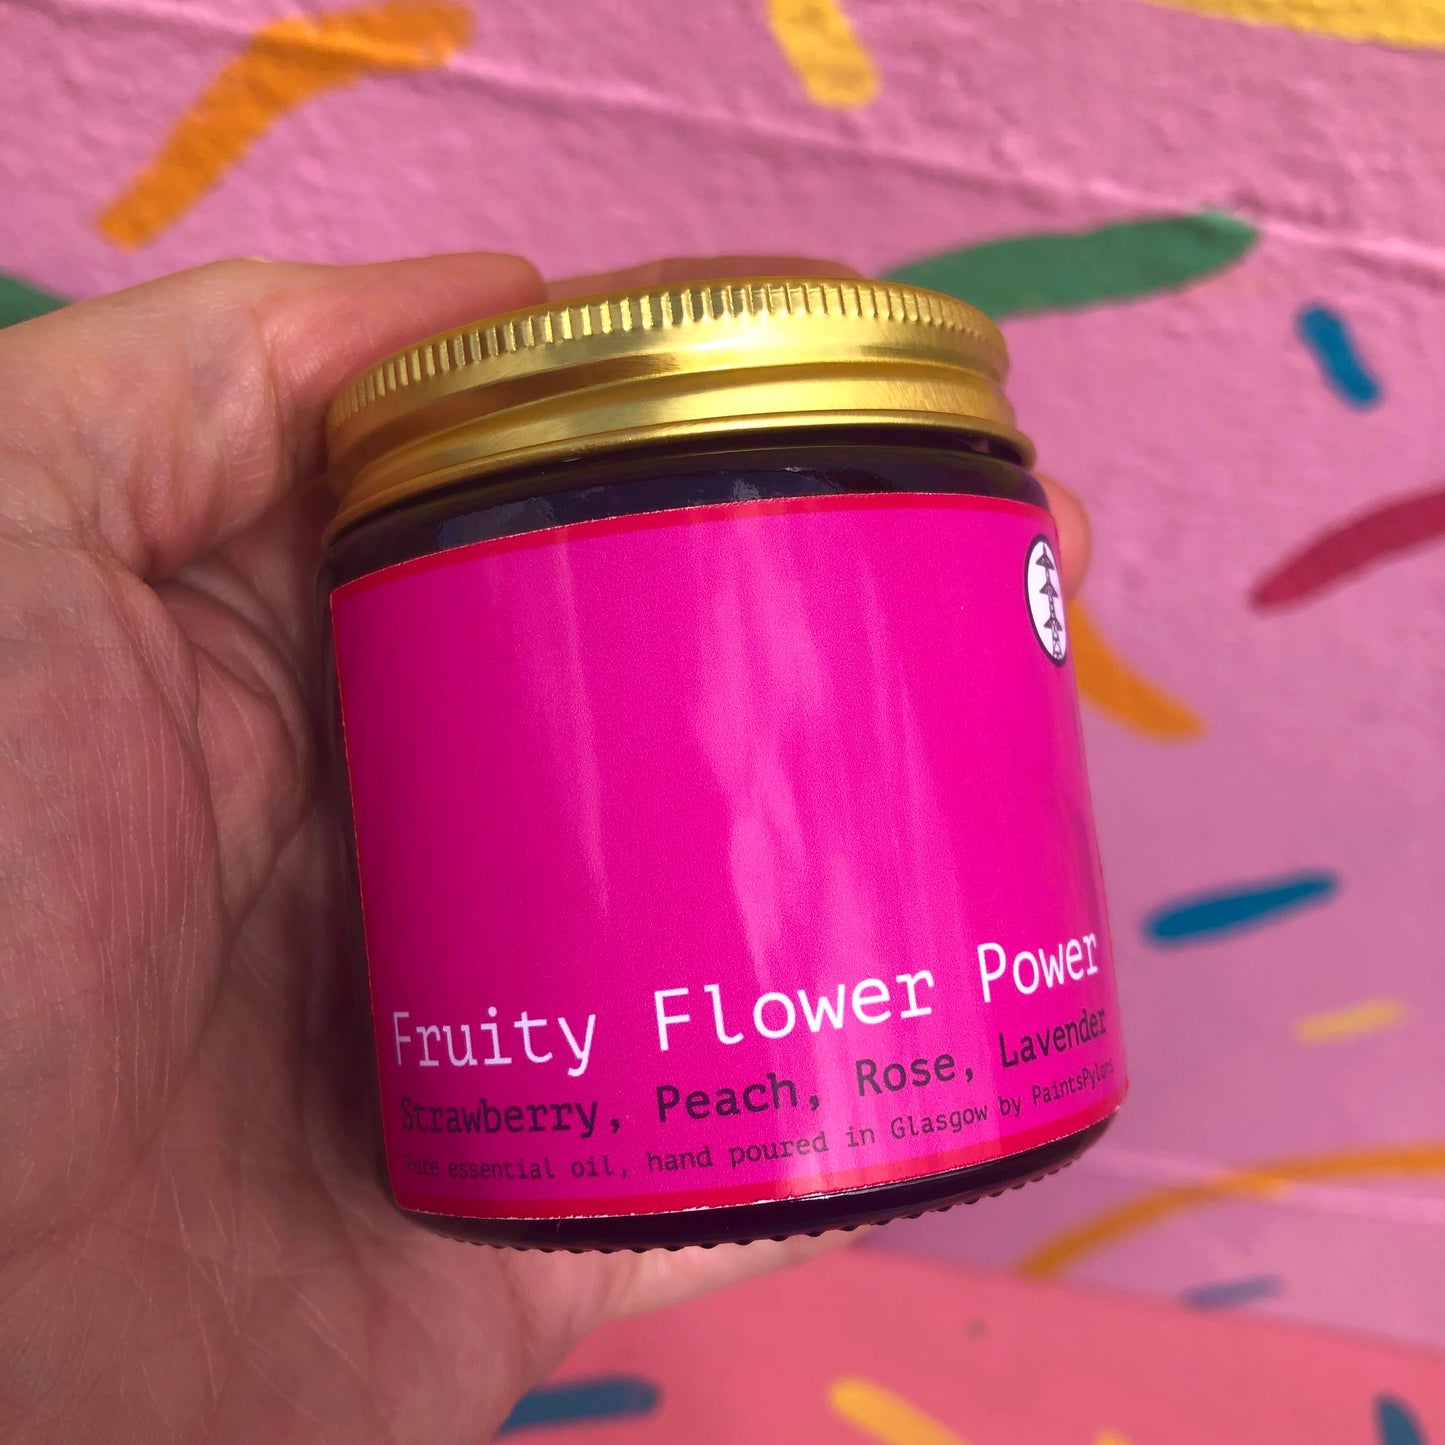 Fruity Flower Power
Strawberry, Peach, Rose, Lavender
Pure essential oil, hand poured in Glasgow by PaintsPylons